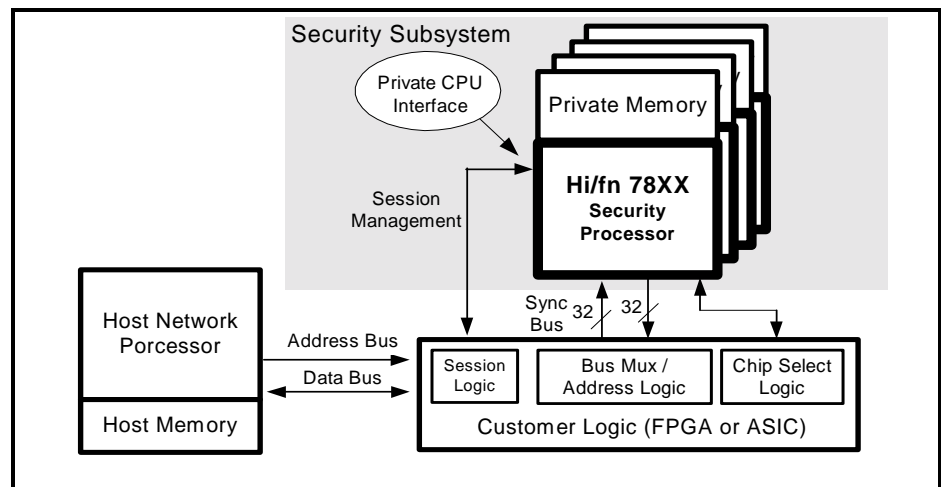 Security Subsystem
Private CPU
Interface
Private Memory
Hi/fn 78XX
Security
Processor
Session
Management
Sync
Bus
32
32
Host Network
Porcessor
Host Memory
Address Bus
Data Bus
Session
Logic
Bus Mux /
Address Logic
Chip Select
Logic
Customer Logic (FPGA or ASIC)